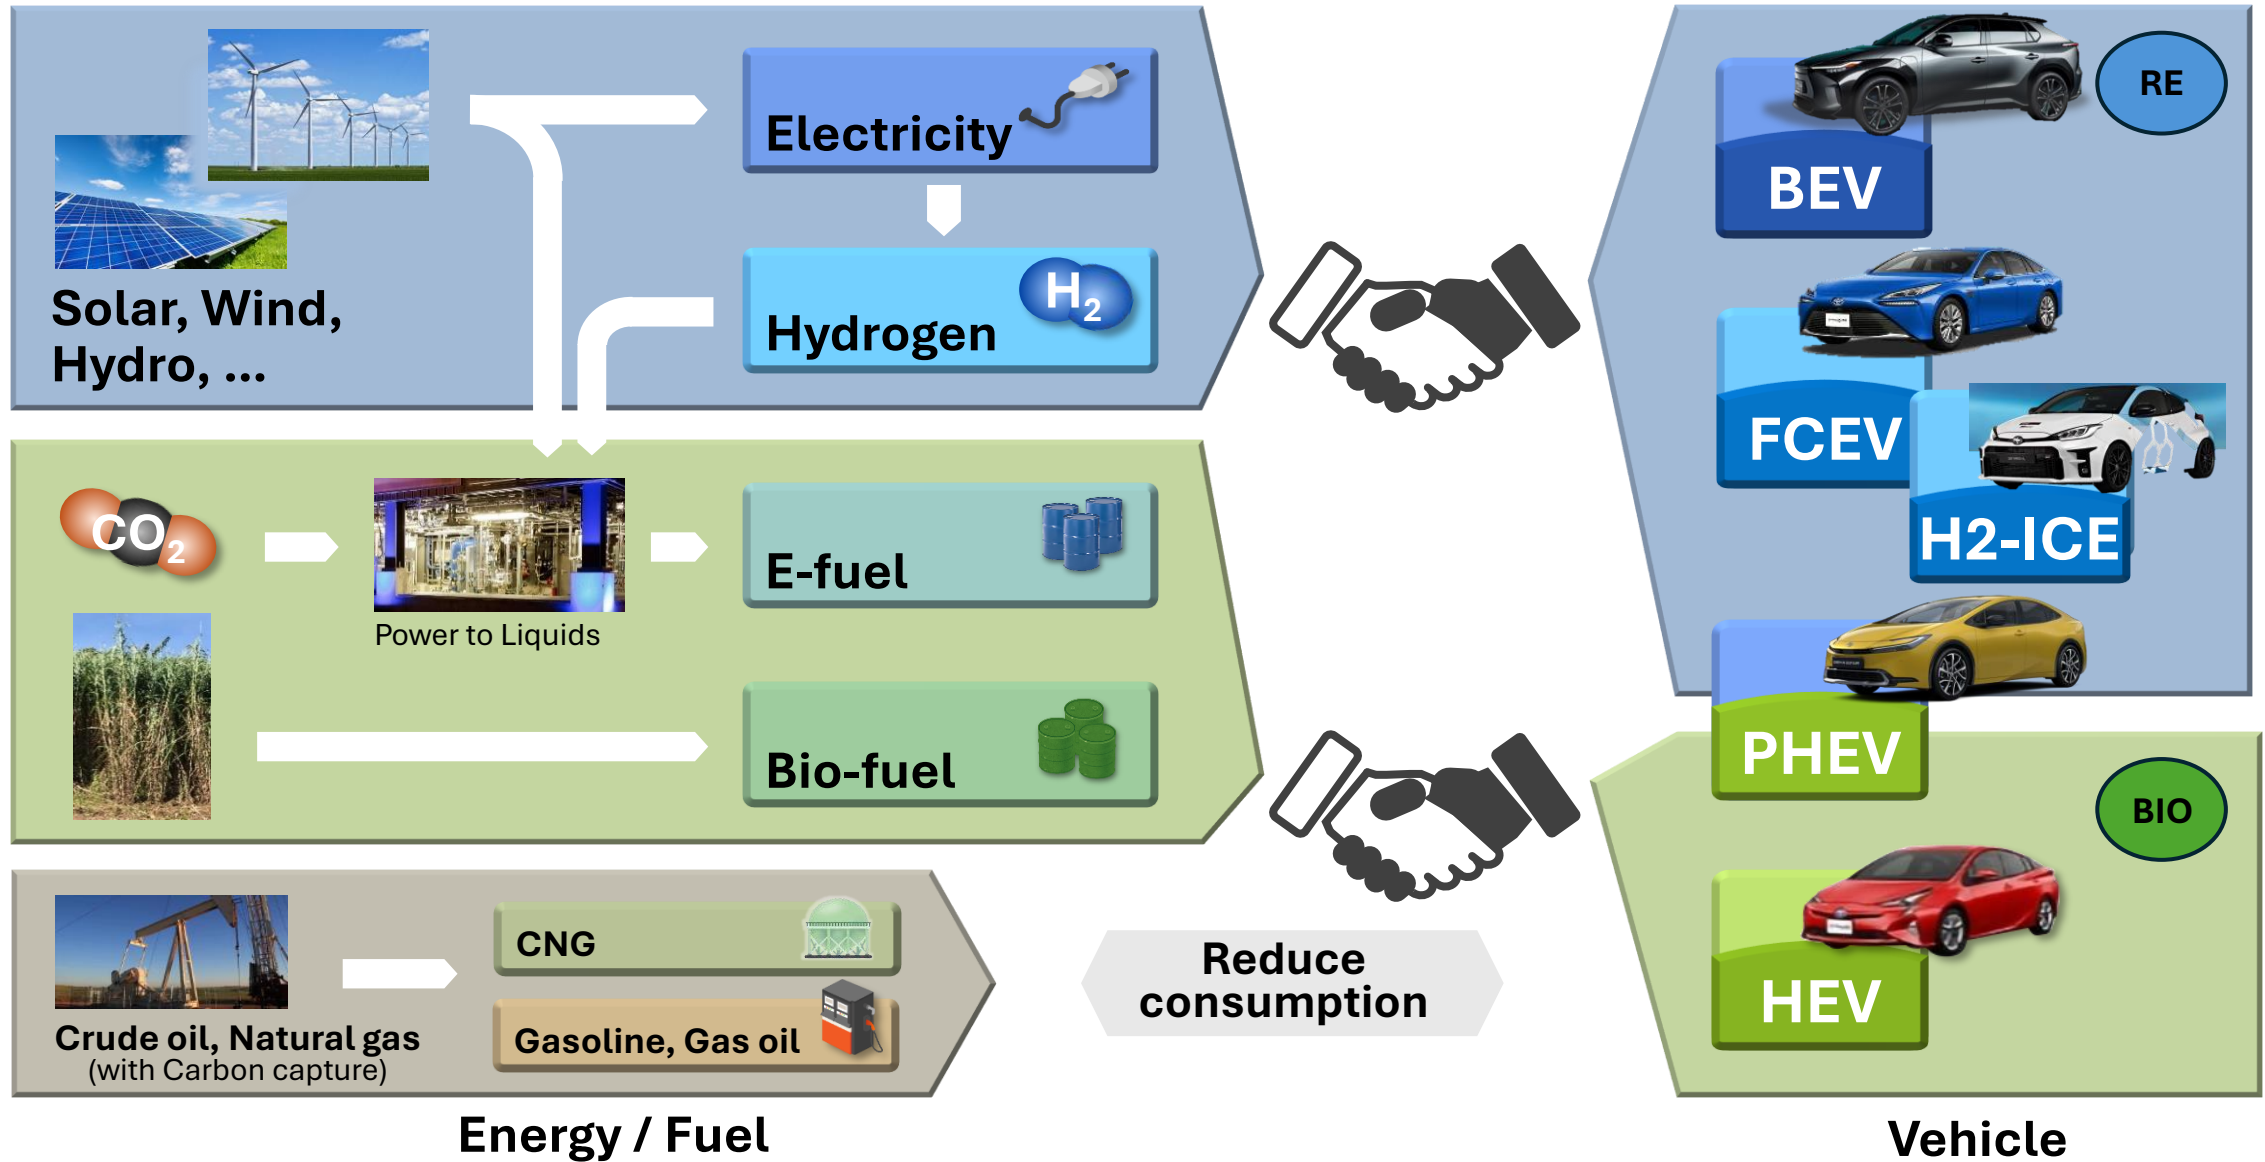 Electricity
H2
Hydrogen
Solar, Wind,
Hydro, ...
CO2
Power to Liquids
E-fuel
Bio-fuel
CNG
Gasoline, Gas oil
Crude oil, Natural gas
(with Carbon capture)
Energy / Fuel
Reduce
consumption
RE
BEV
FCEV
H2-ICE
PHEV
BIO
HEV
Vehicle